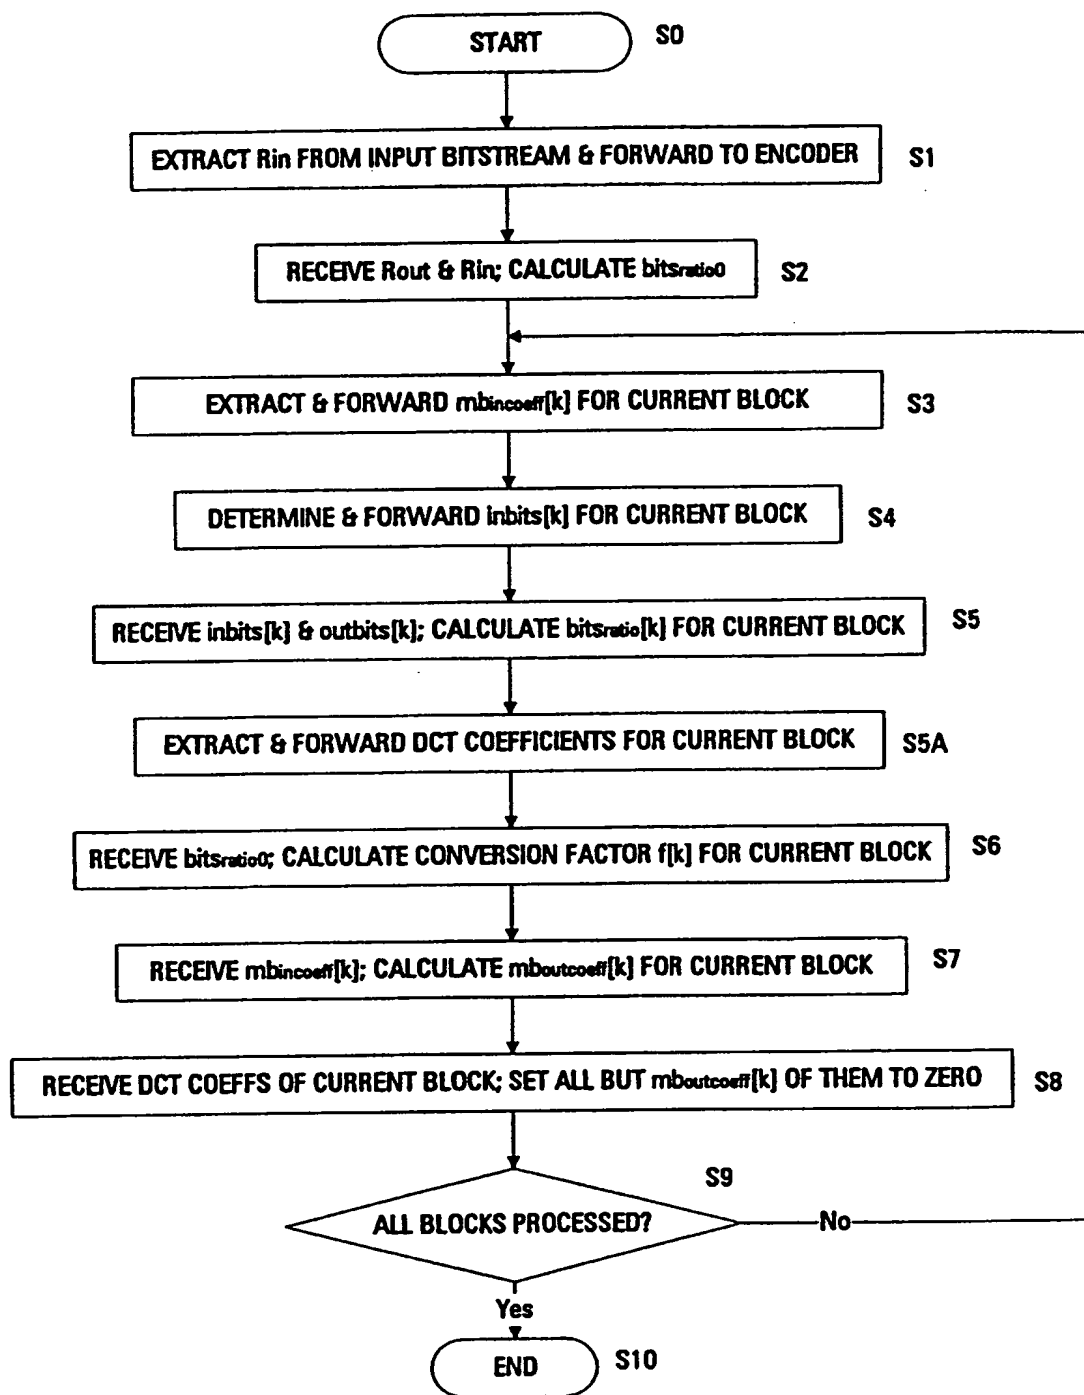 START S0
EXTRACT Rin FROM INPUT BITSTREAM & FORWARD TO ENCODER S1
RECEIVE Rout & Rin; CALCULATE bitsratio0 S2
EXTRACT & FORWARD mbincoeff[k] FOR CURRENT BLOCK S3
DETERMINE & FORWARD inbits[k] FOR CURRENT BLOCK S4
RECEIVE inbits[k] & outbits[k]; CALCULATE bitsratio[k] FOR CURRENT BLOCK S5
EXTRACT & FORWARD DCT COEFFICIENTS FOR CURRENT BLOCK S5A
RECEIVE bitsratio0; CALCULATE CONVERSION FACTOR f[k] FOR CURRENT BLOCK S6
RECEIVE mbincoeff[k]; CALCULATE mboutcoeff[k] FOR CURRENT BLOCK S7
RECEIVE DCT COEFFS OF CURRENT BLOCK; SET ALL BUT mboutcoeff[k] OF THEM TO ZERO S8
S9
ALL BLOCKS PROCESSED? No
Yes
END S10